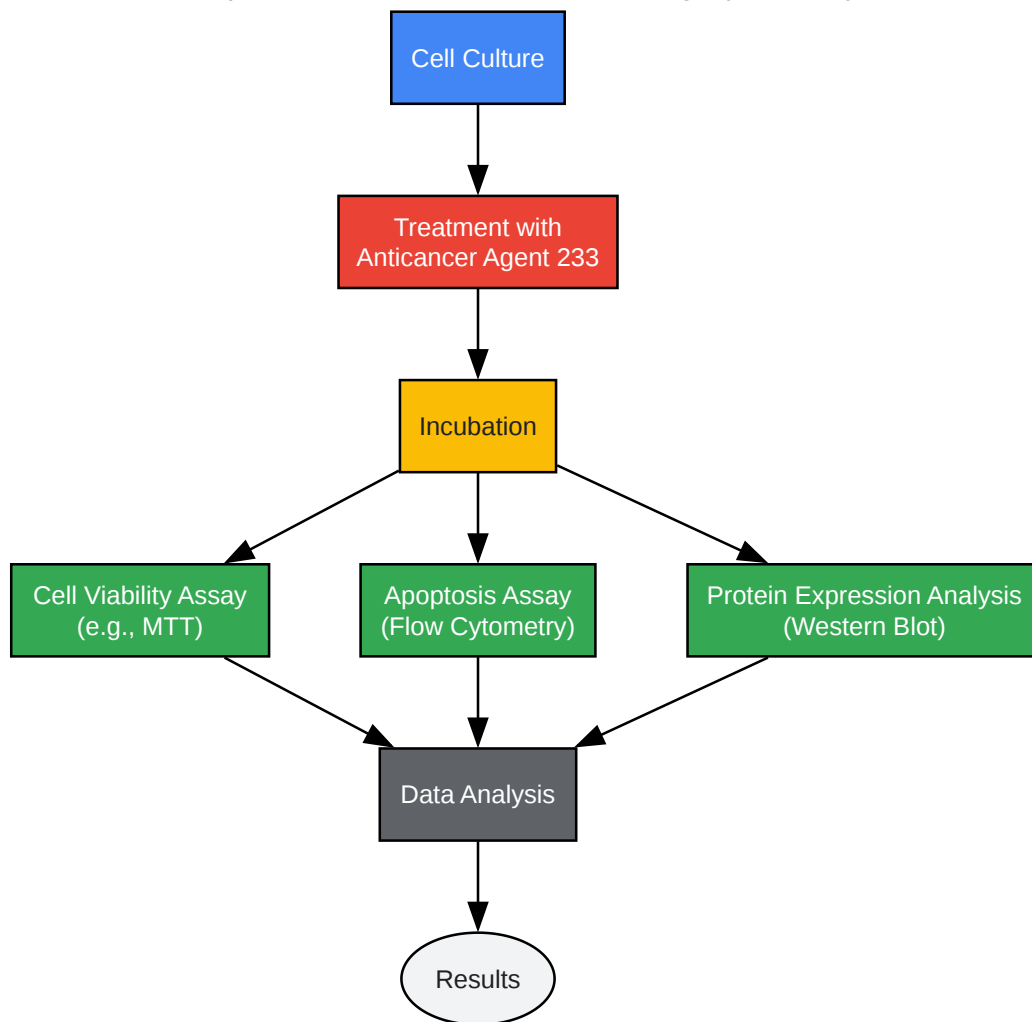 Cell Culture
Treatment with
Anticancer Agent 233
Incubation
Cell Viability Assay
(e.g., MTT)
Apoptosis Assay
(Flow Cytometry)
Protein Expression Analysis
(Western Blot)
Data Analysis
Results